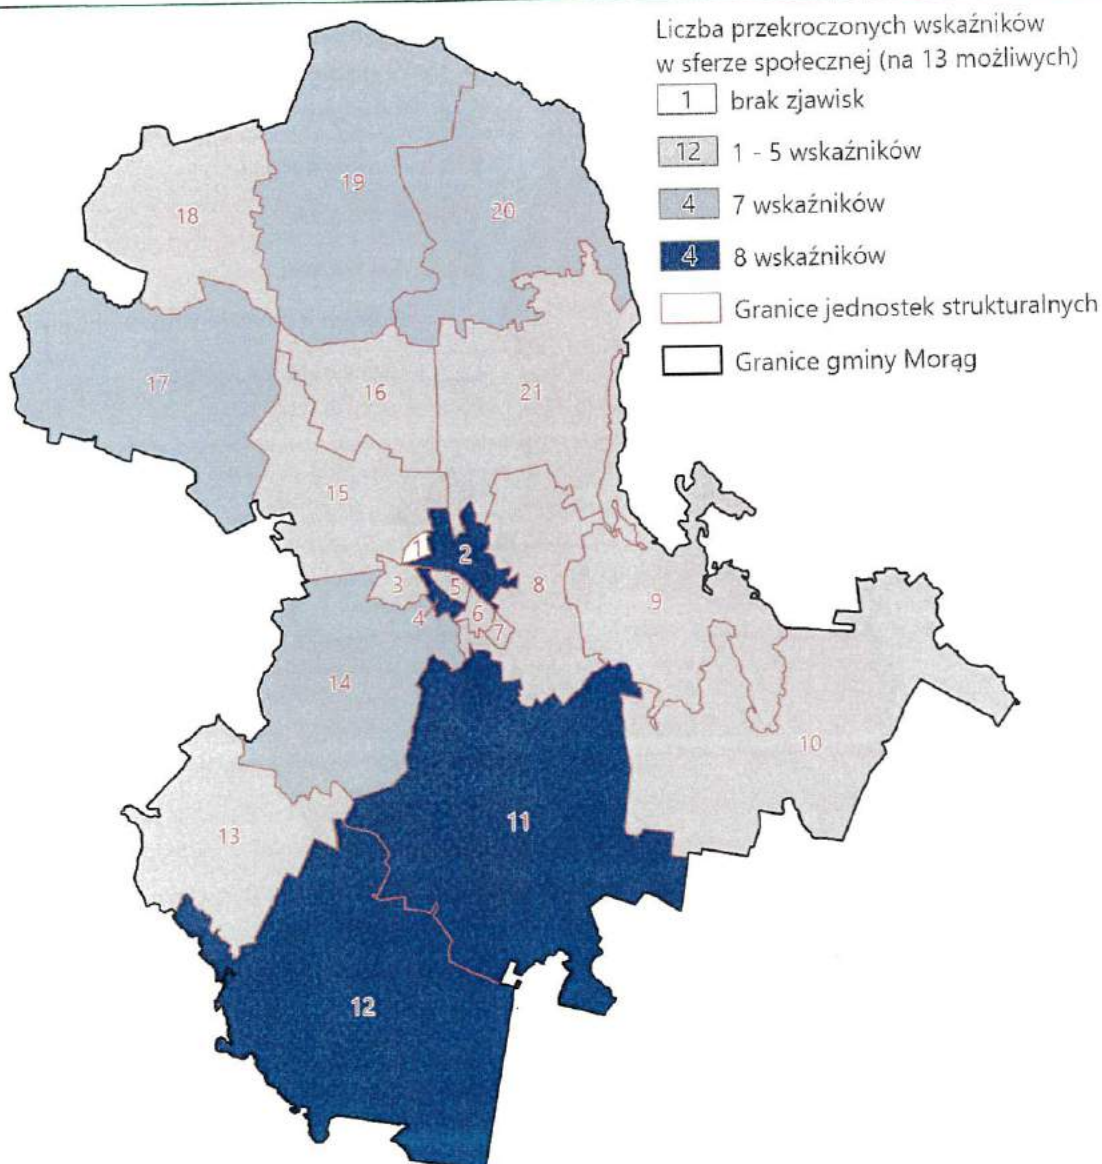 Liczba przekroczonych wskaźników
w sferze społecznej (na 13 możliwych)
1 brak zjawisk
12 1 - 5 wskaźników
4 7 wskaźników
4 8 wskaźników
Granice jednostek strukturalnych
Granice gminy Morąg
19
20
18
17
16
21
15
1
2
3
5
8
9
4
6
7
14
10
11
13
12